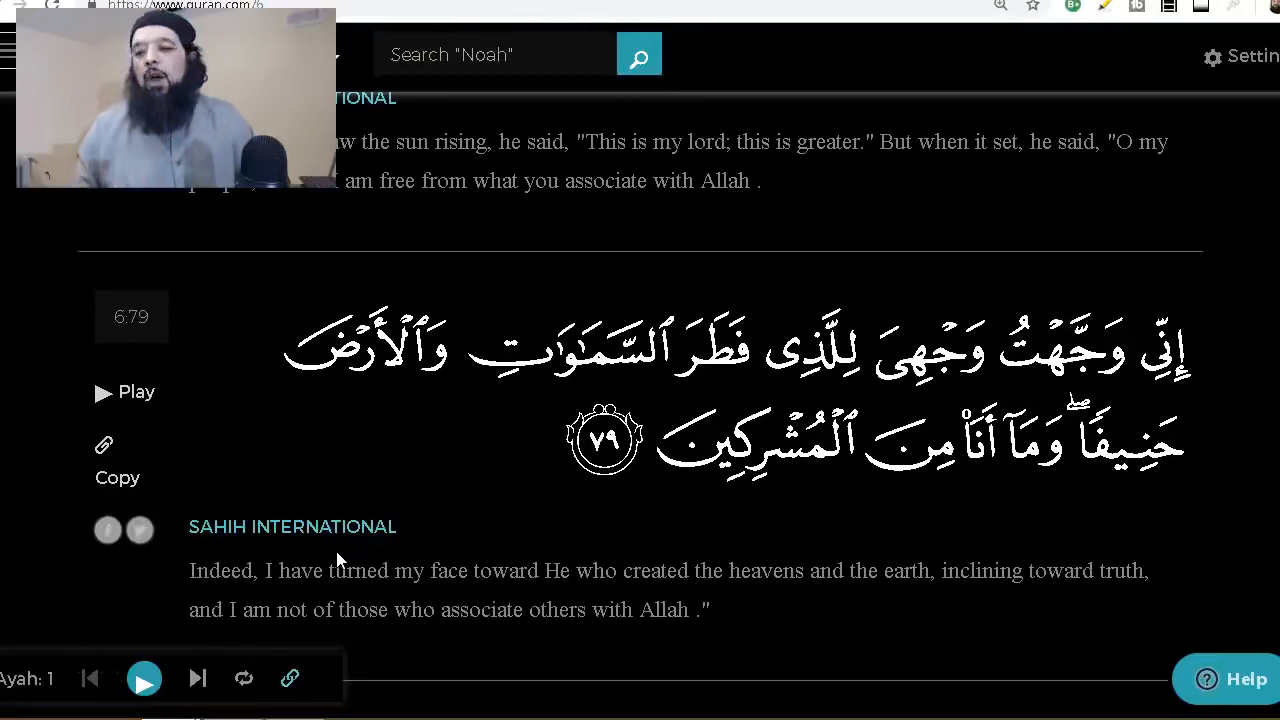 https://www.quran.com/6
Search "Noah"
Settin
IONAL
w the sun rising, he said, "This is my lord; this is greater." But when it set, he said, "O my
I am free from what you associate with Allah .
6:79
إِنِّى وَجَّهْتُ وَجْهِىَ لِلَّذِى فَطَرَ ٱلسَّمَـٰوَٰتِ وَٱلْأَرْضَ
حَنِيفًا ۖ وَمَآ أَنَا۠ مِنَ ٱلْمُشْرِكِينَ ٧٩
Play
Copy
SAHIH INTERNATIONAL
Indeed, I have turned my face toward He who created the heavens and the earth, inclining toward truth,
and I am not of those who associate others with Allah ."
Ayah: 1
Help